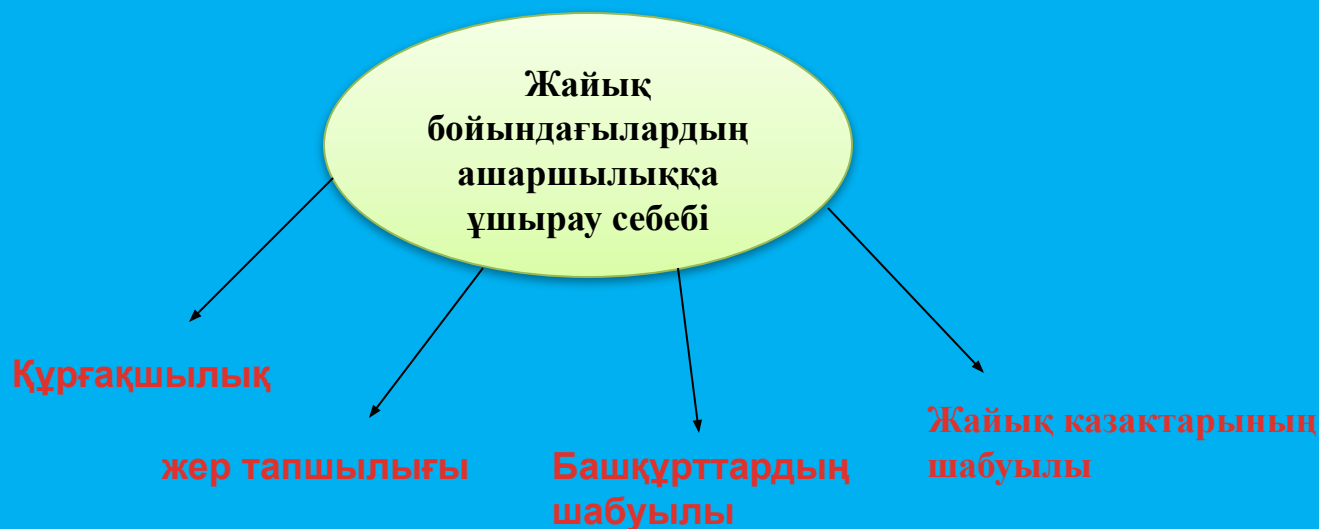 Жайық
бойындағылардың
ашаршылыққа
ұшырау себебі
Құрғақшылық
жер тапшылығы
Башқұрттардың
шабуылы
Жайық казактарының
шабуылы